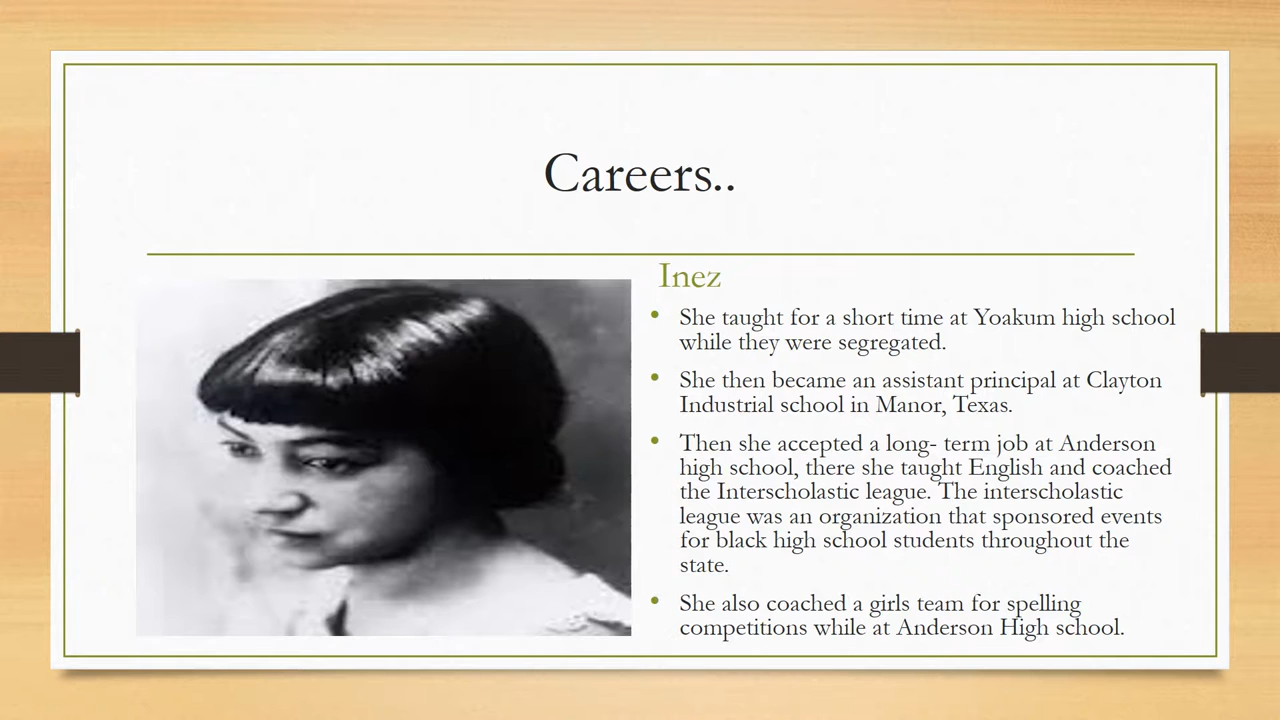 Careers..
Inez
• She taught for a short time at Yoakum high school
while they were segregated.
• She then became an assistant principal at Clayton
Industrial school in Manor, Texas.
• Then she accepted a long- term job at Anderson
high school, there she taught English and coached
the Interscholastic league. The interscholastic
league was an organization that sponsored events
for black high school students throughout the
state.
• She also coached a girls team for spelling
competitions while at Anderson High school.